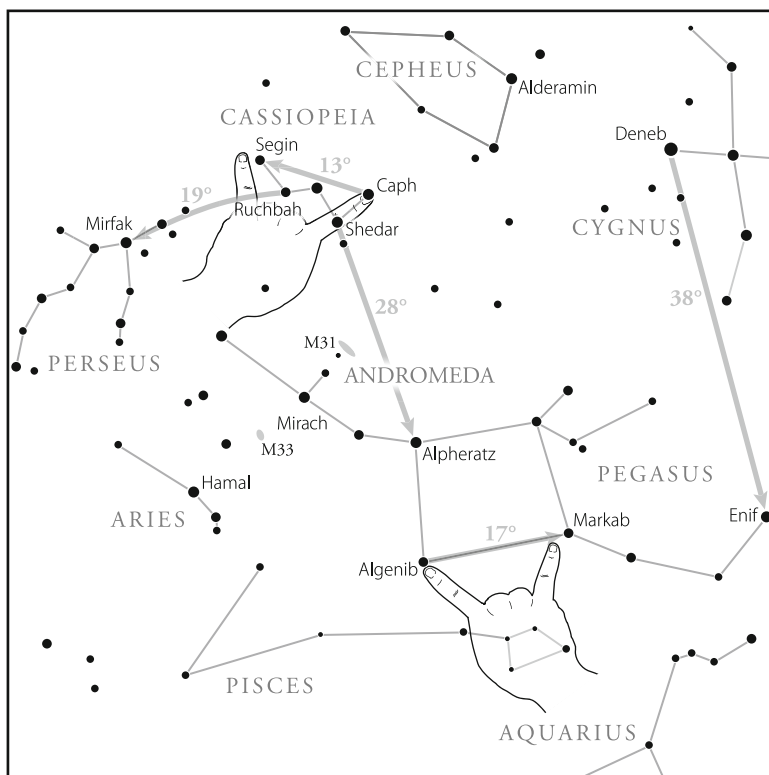 CEPHEUS
Alderamin
CASSIOPEIA
Segin
13°
Caph
Deneb
19°
Ruchbah
Mirfak
Shedar
CYGNUS
28°
38°
M31
PERSEUS
ANDROMEDA
Mirach
M33
Alpheratz
PEGASUS
Hamal
ARIES
17°
Markab
Enif
Algenib
PISCES
AQUARIUS